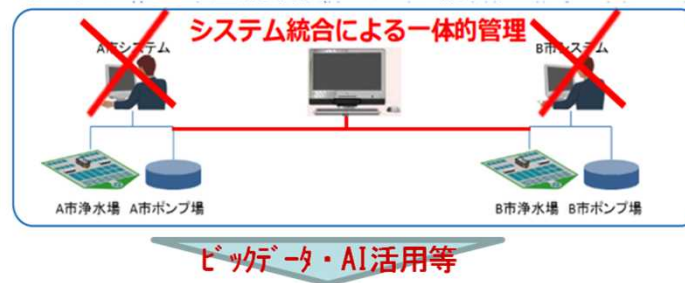 システム統合による一体的管理
A市システム
B市システム
A市浄水場 A市ポンプ場
B市浄水場 B市ポンプ場
ビッグデータ・AI活用等